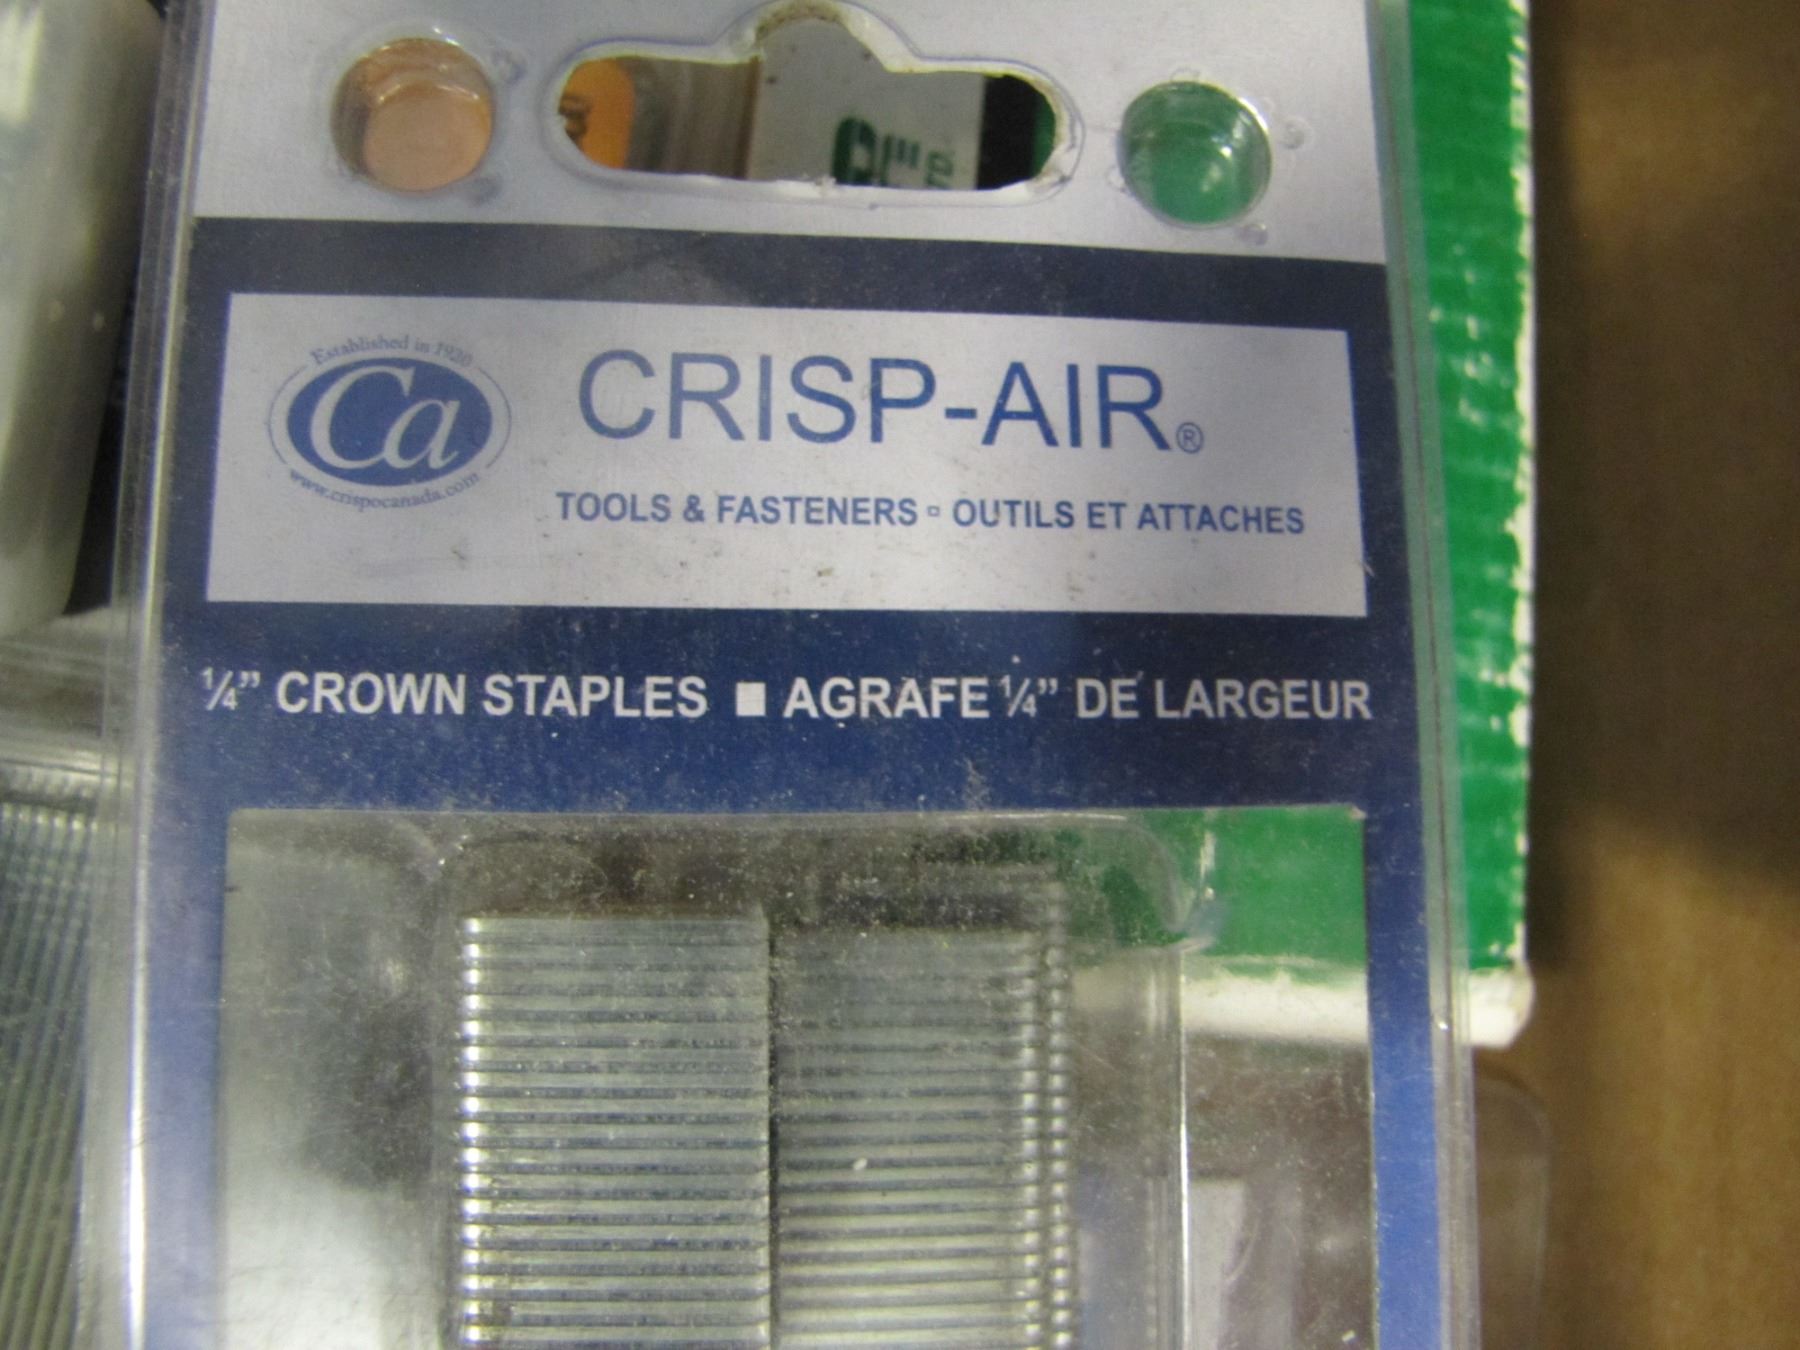 Established in 1920
Ca
www.crispocanada.com
CRISP-AIR®
TOOLS & FASTENERS ▫ OUTILS ET ATTACHES
¼” CROWN STAPLES ■ AGRAFE ¼” DE LARGEUR